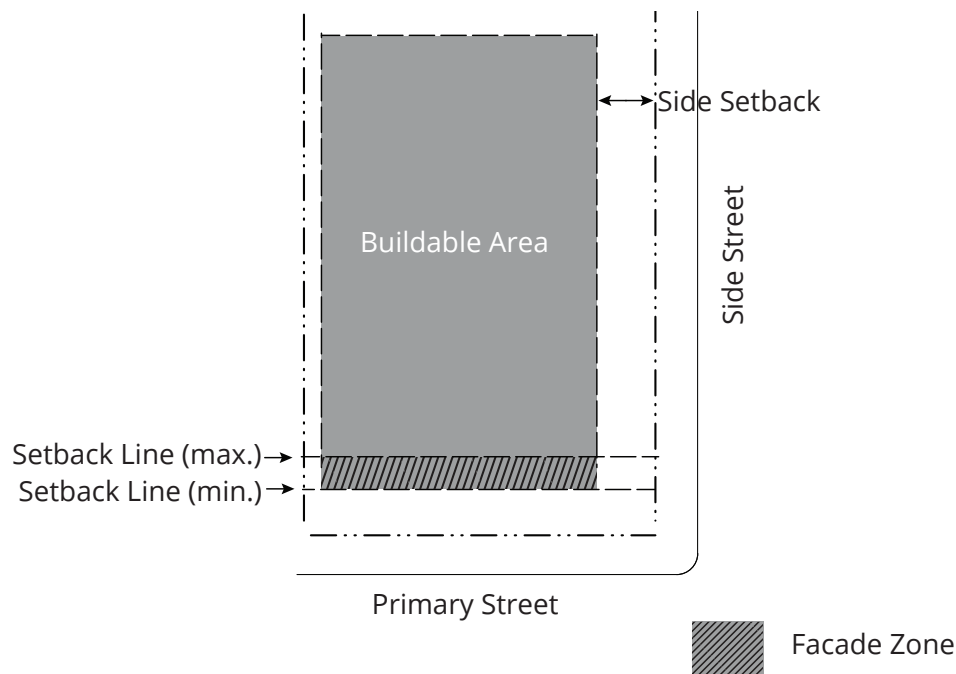 Side Setback
Buildable Area
Side Street
Setback Line (max.)
Setback Line (min.)
Primary Street
Facade Zone